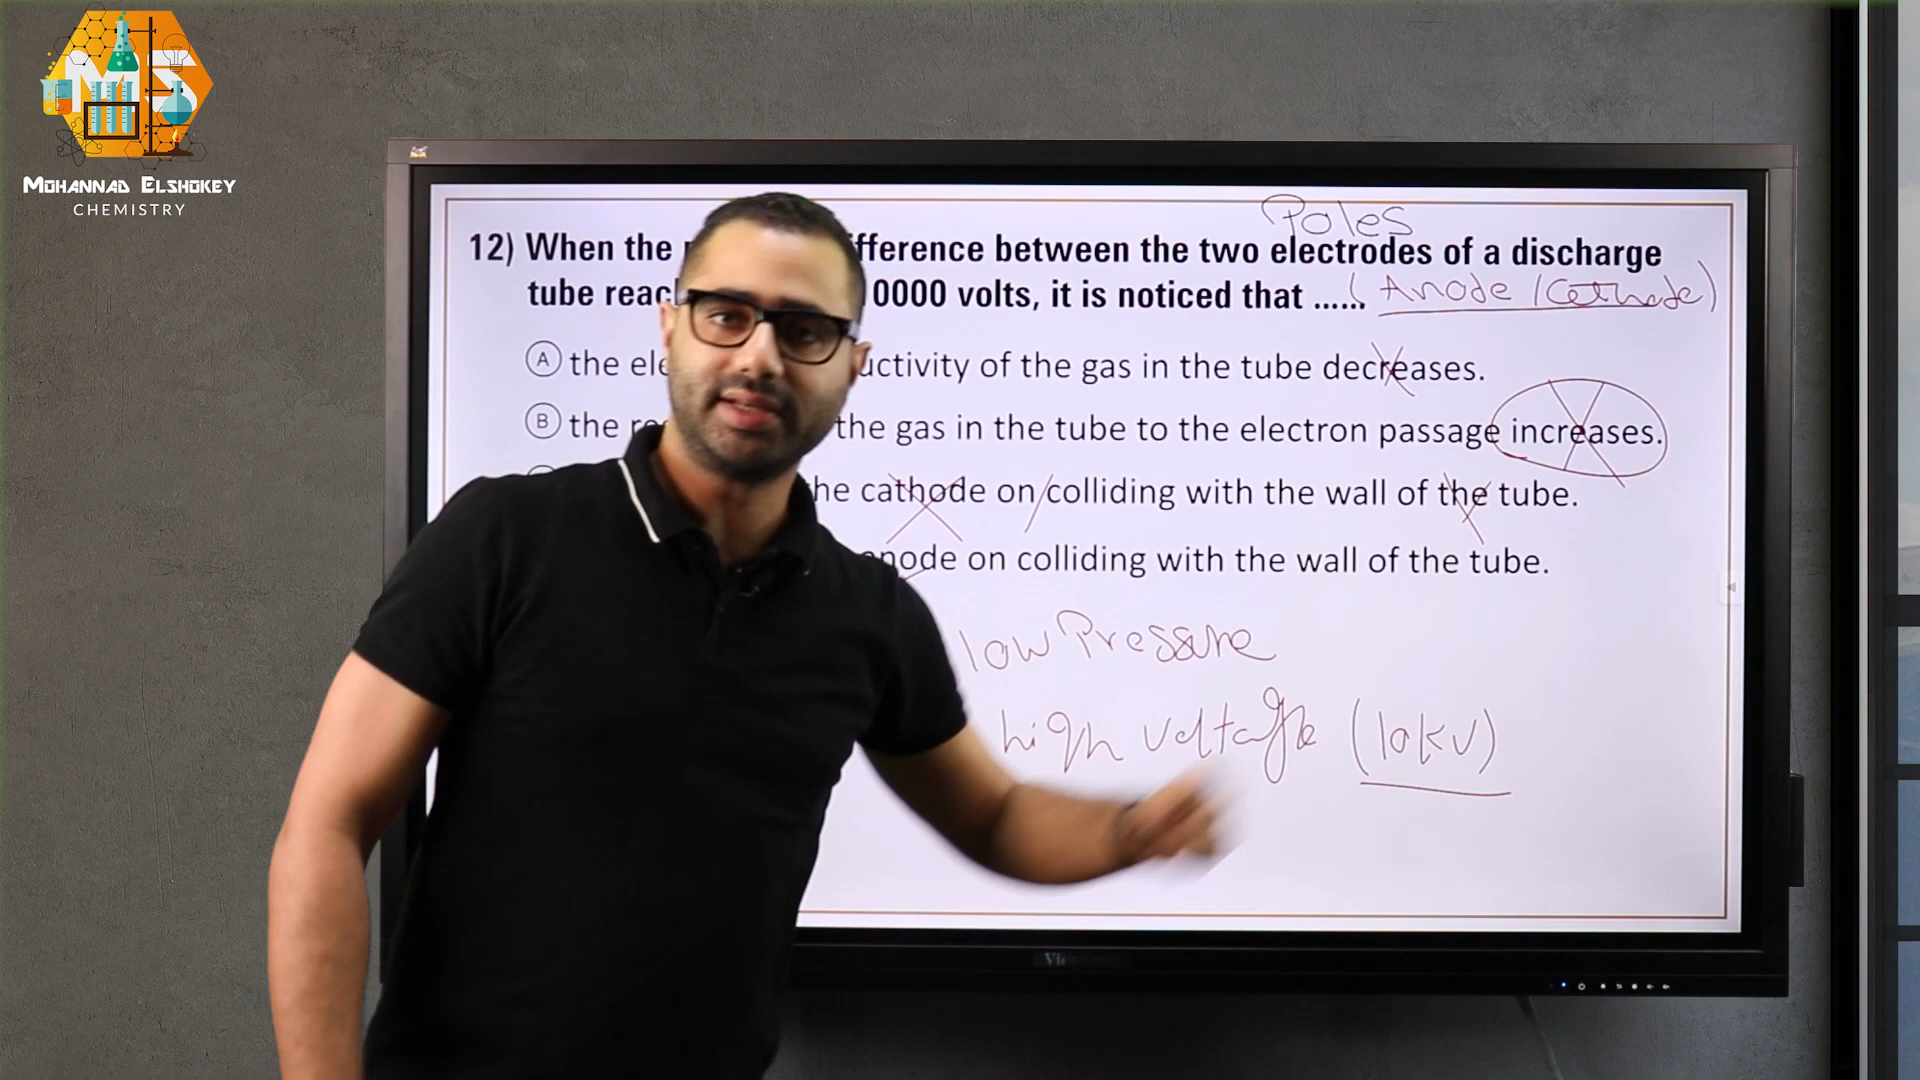 MS
MOHANNAD ELSHOKEY
CHEMISTRY
Poles
12) When the fference between the two electrodes of a discharge
tube reac 0000 volts, it is noticed that ......
(Anode / Cathode)
A the ele uctivity of the gas in the tube decreases.
B the re the gas in the tube to the electron passage increases.
he cathode on colliding with the wall of the tube.
node on colliding with the wall of the tube.
low Pressure
high voltage (10kv)